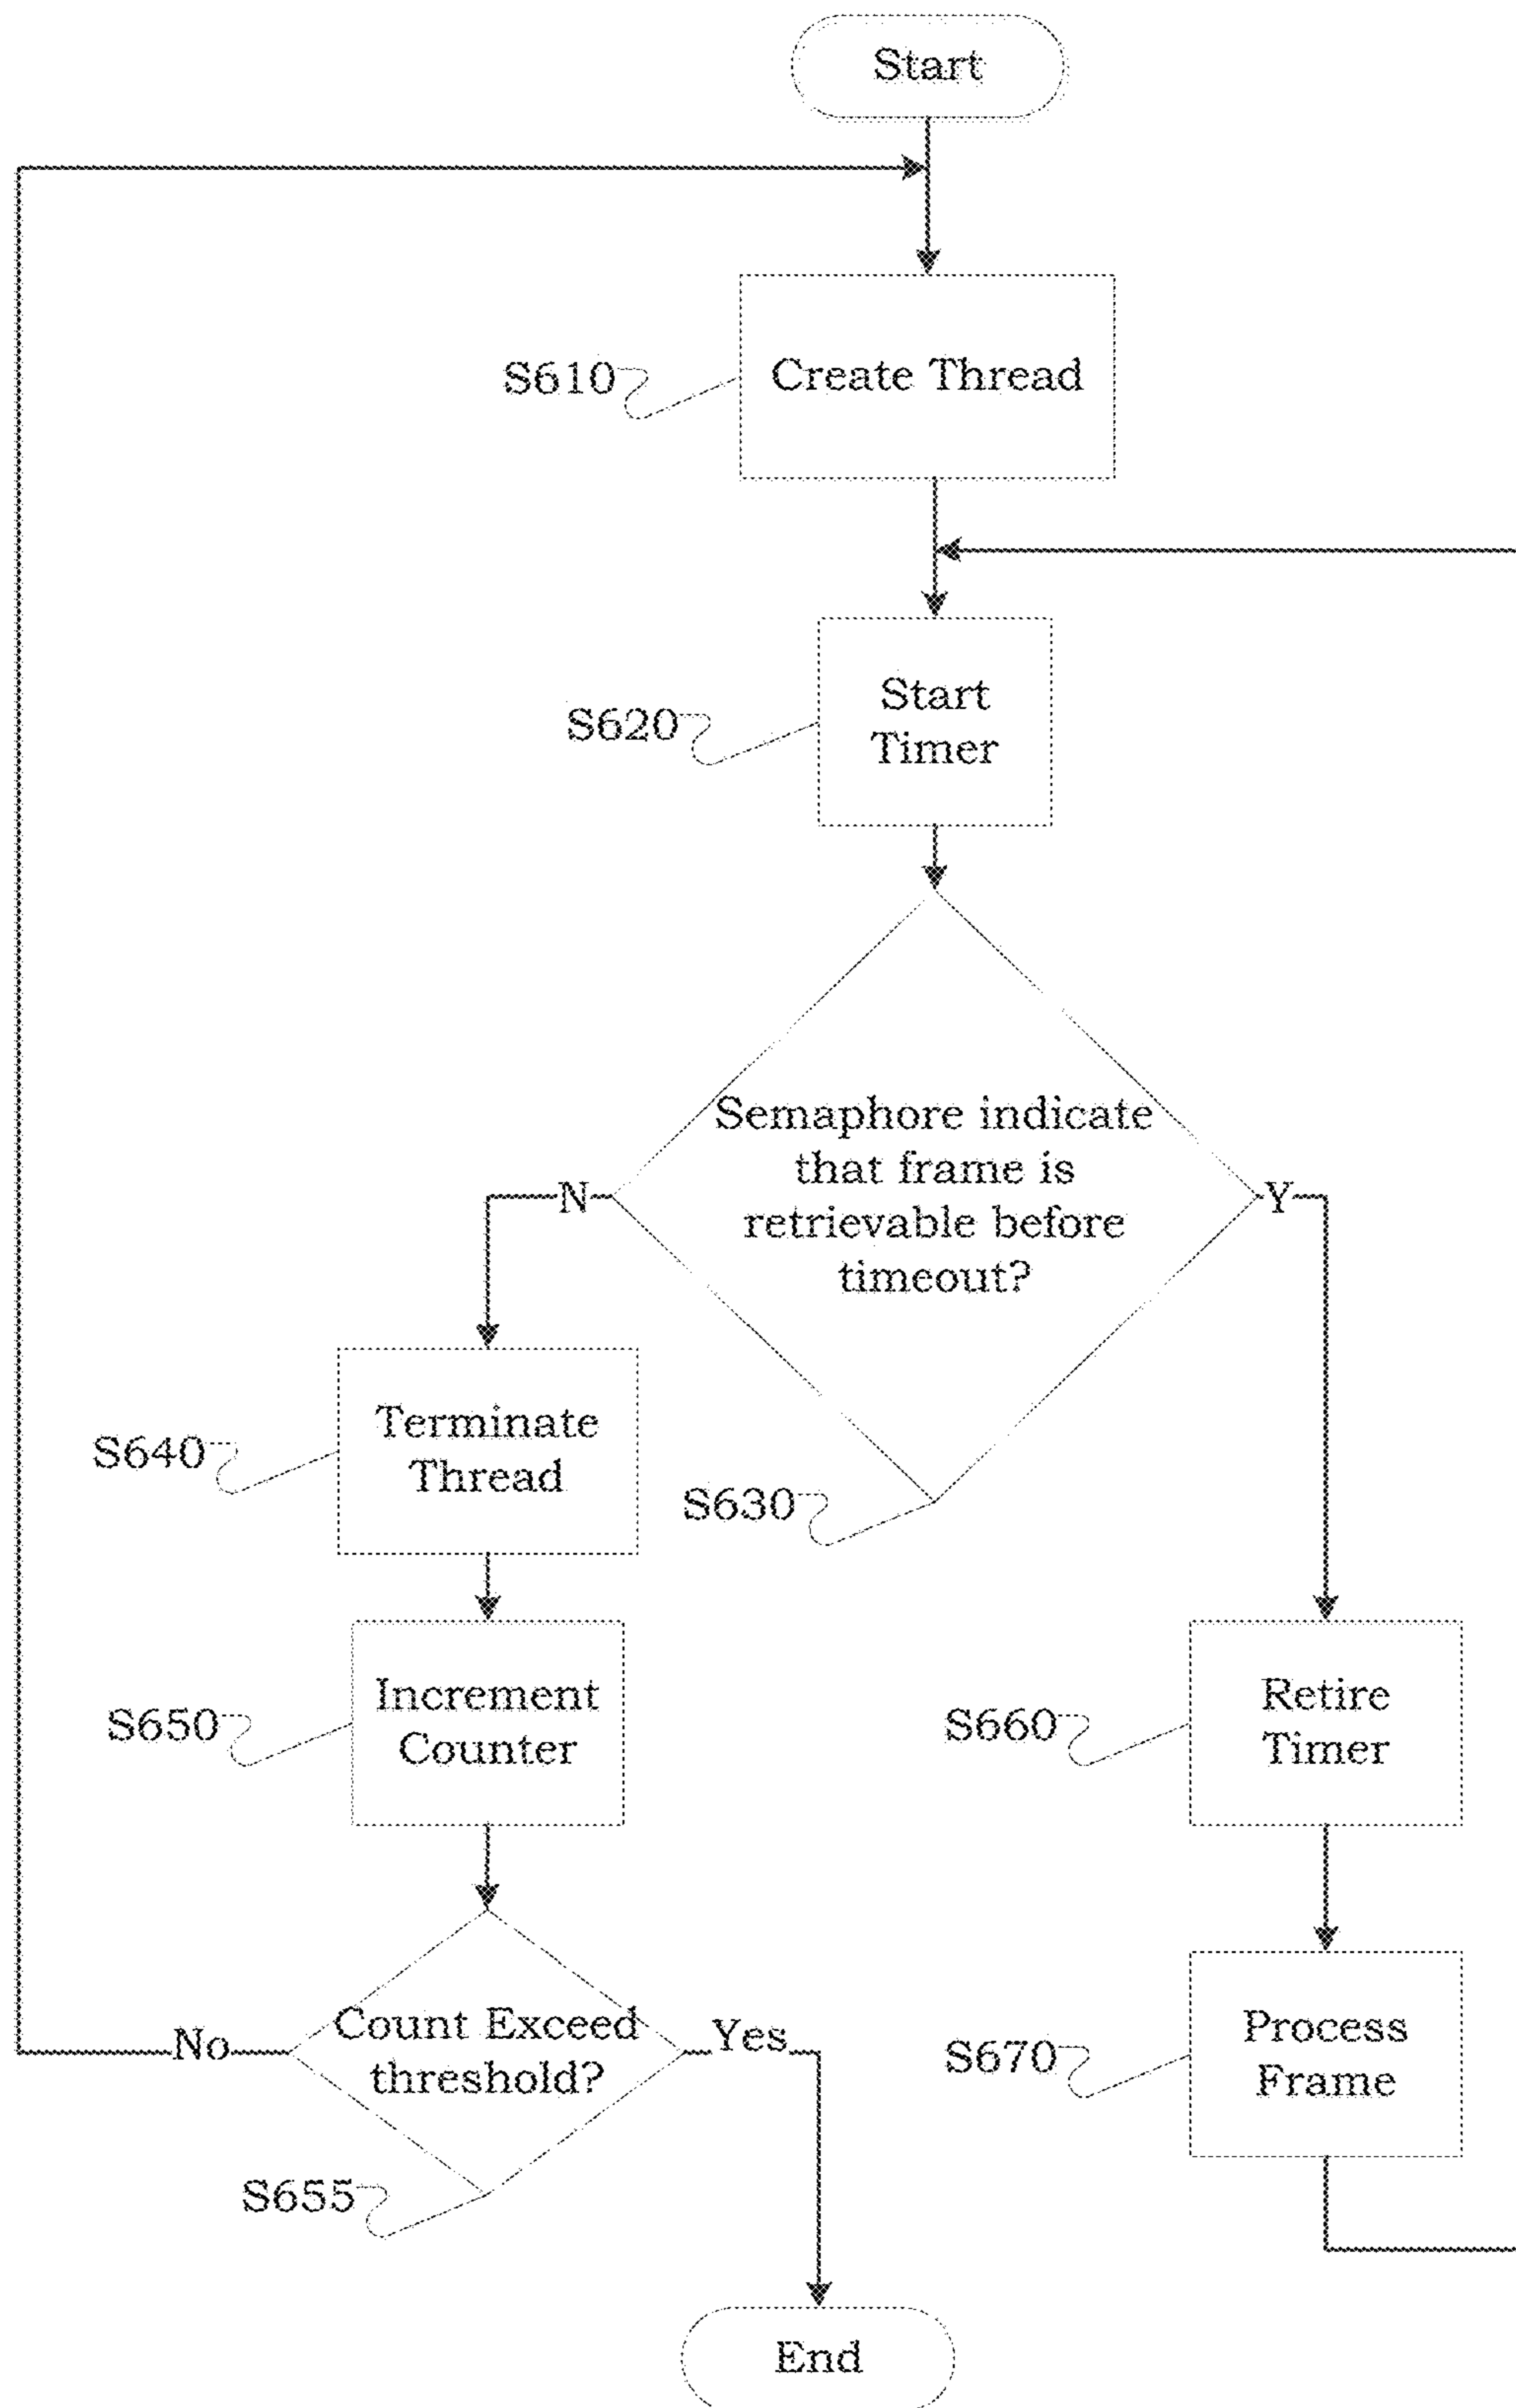 Start
S610
Create Thread
S620
Start
Timer
Semaphore indicate
that frame is
retrievable before
timeout?
N
Y
S630
S640
Terminate
Thread
S650
Increment
Counter
S660
Retire
Timer
Count Exceed
threshold?
No
Yes
S655
S670
Process
Frame
End